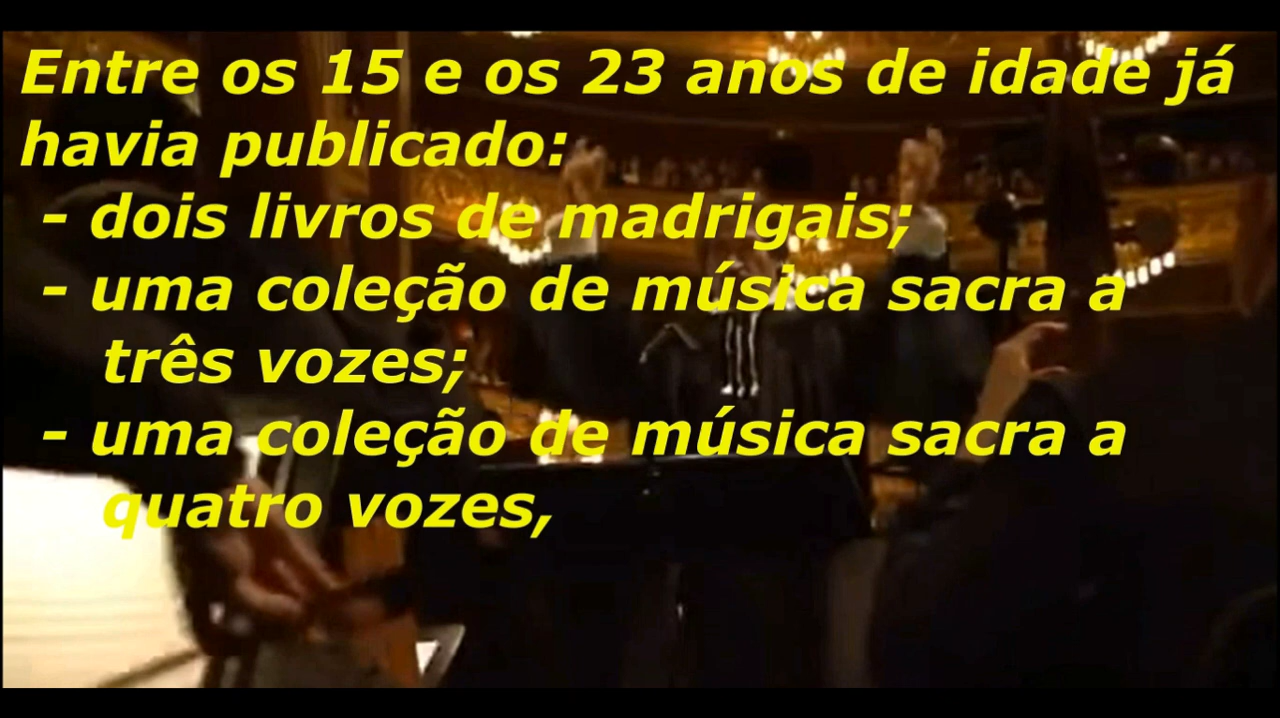 Entre os 15 e os 23 anos de idade já
havia publicado:
- dois livros de madrigais;
- uma coleção de música sacra a
três vozes;
- uma coleção de música sacra a
quatro vozes,